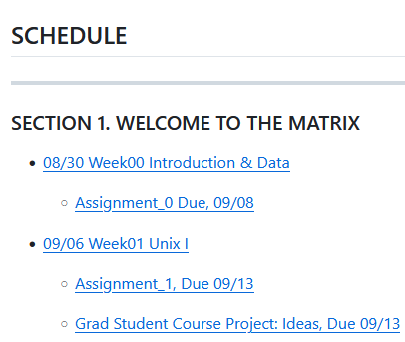 SCHEDULE
SECTION 1. WELCOME TO THE MATRIX
08/30 Week00 Introduction & Data
Assignment_0 Due, 09/08
09/06 Week01 Unix I
Assignment_1, Due 09/13
Grad Student Course Project: Ideas, Due 09/13